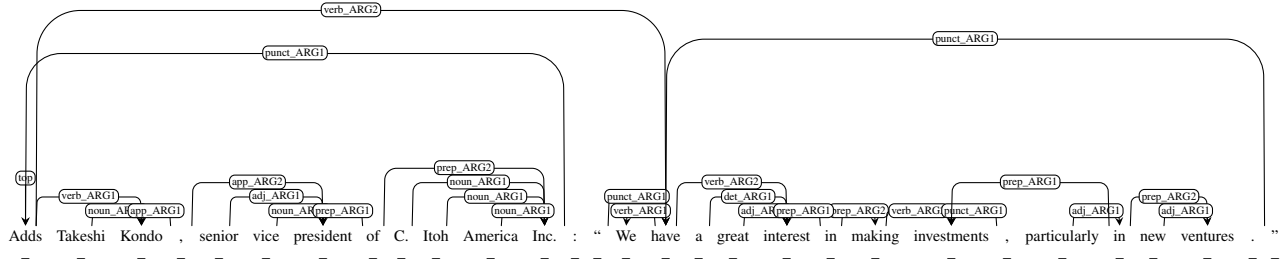 verb_ARG2
punct_ARG1 punct_ARG1
top verb_ARG1 app_ARG2 adj_ARG1 prep_ARG2 noun_ARG1 noun_ARG1 punct_ARG1 verb_ARG2 det_ARG1 prep_ARG1 prep_ARG2
app_ARG1 prep_ARG1 noun_ARG1 verb_ARG1 prep_ARG1 prep_ARG2 punct_ARG1 adj_ARG1 adj_ARG1
Adds Takeshi Kondo , senior vice president of C. Itoh America Inc. : “ We have a great interest in making investments , particularly in new ventures . ”
_ _ _ _ _ _ _ _ _ _ _ _ _ _ _ _ _ _ _ _ _ _ _ _ _ _ _ _ _